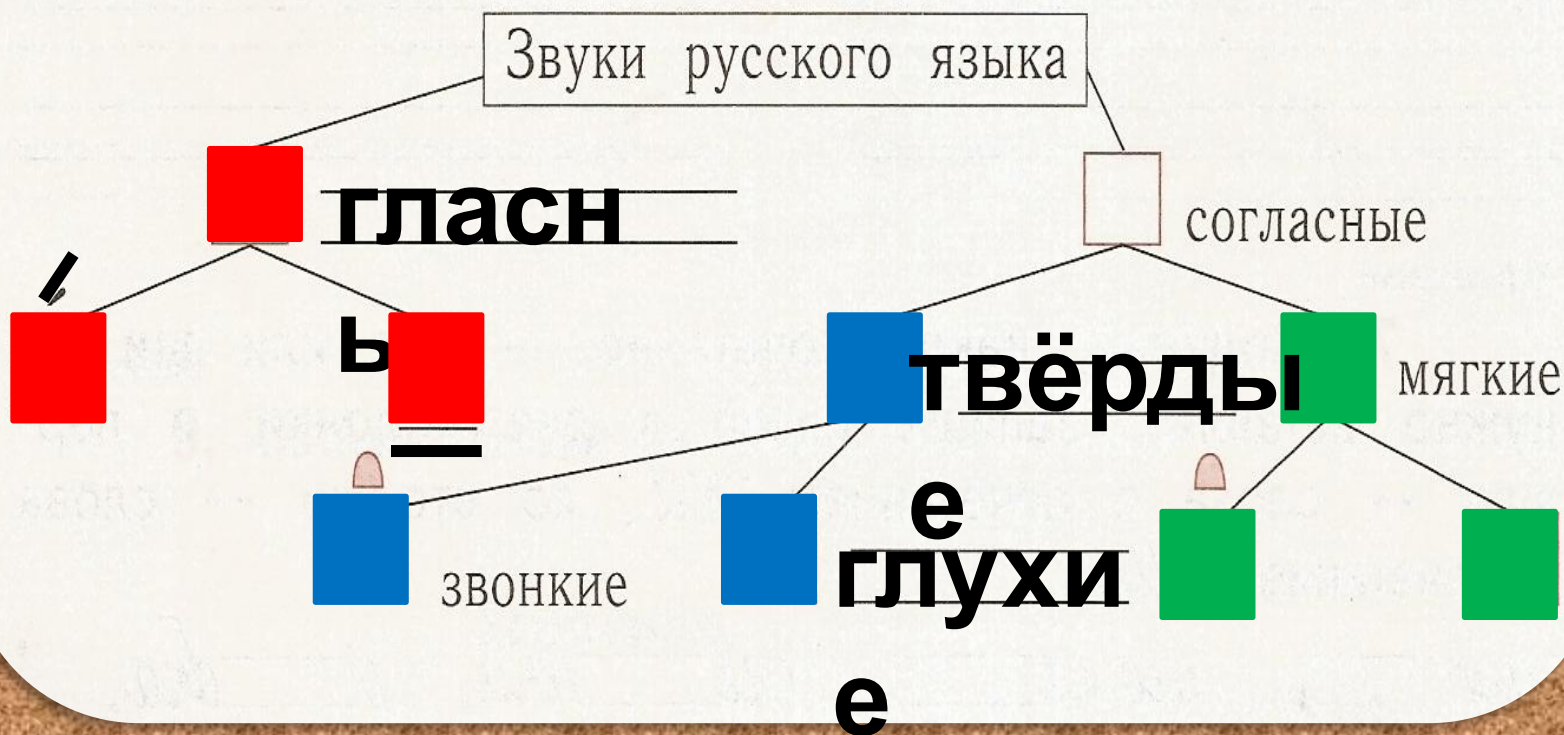 Звуки русского языка
гласн
ы
согласные
твёрды
е
мягкие
звонкие
глухи
е